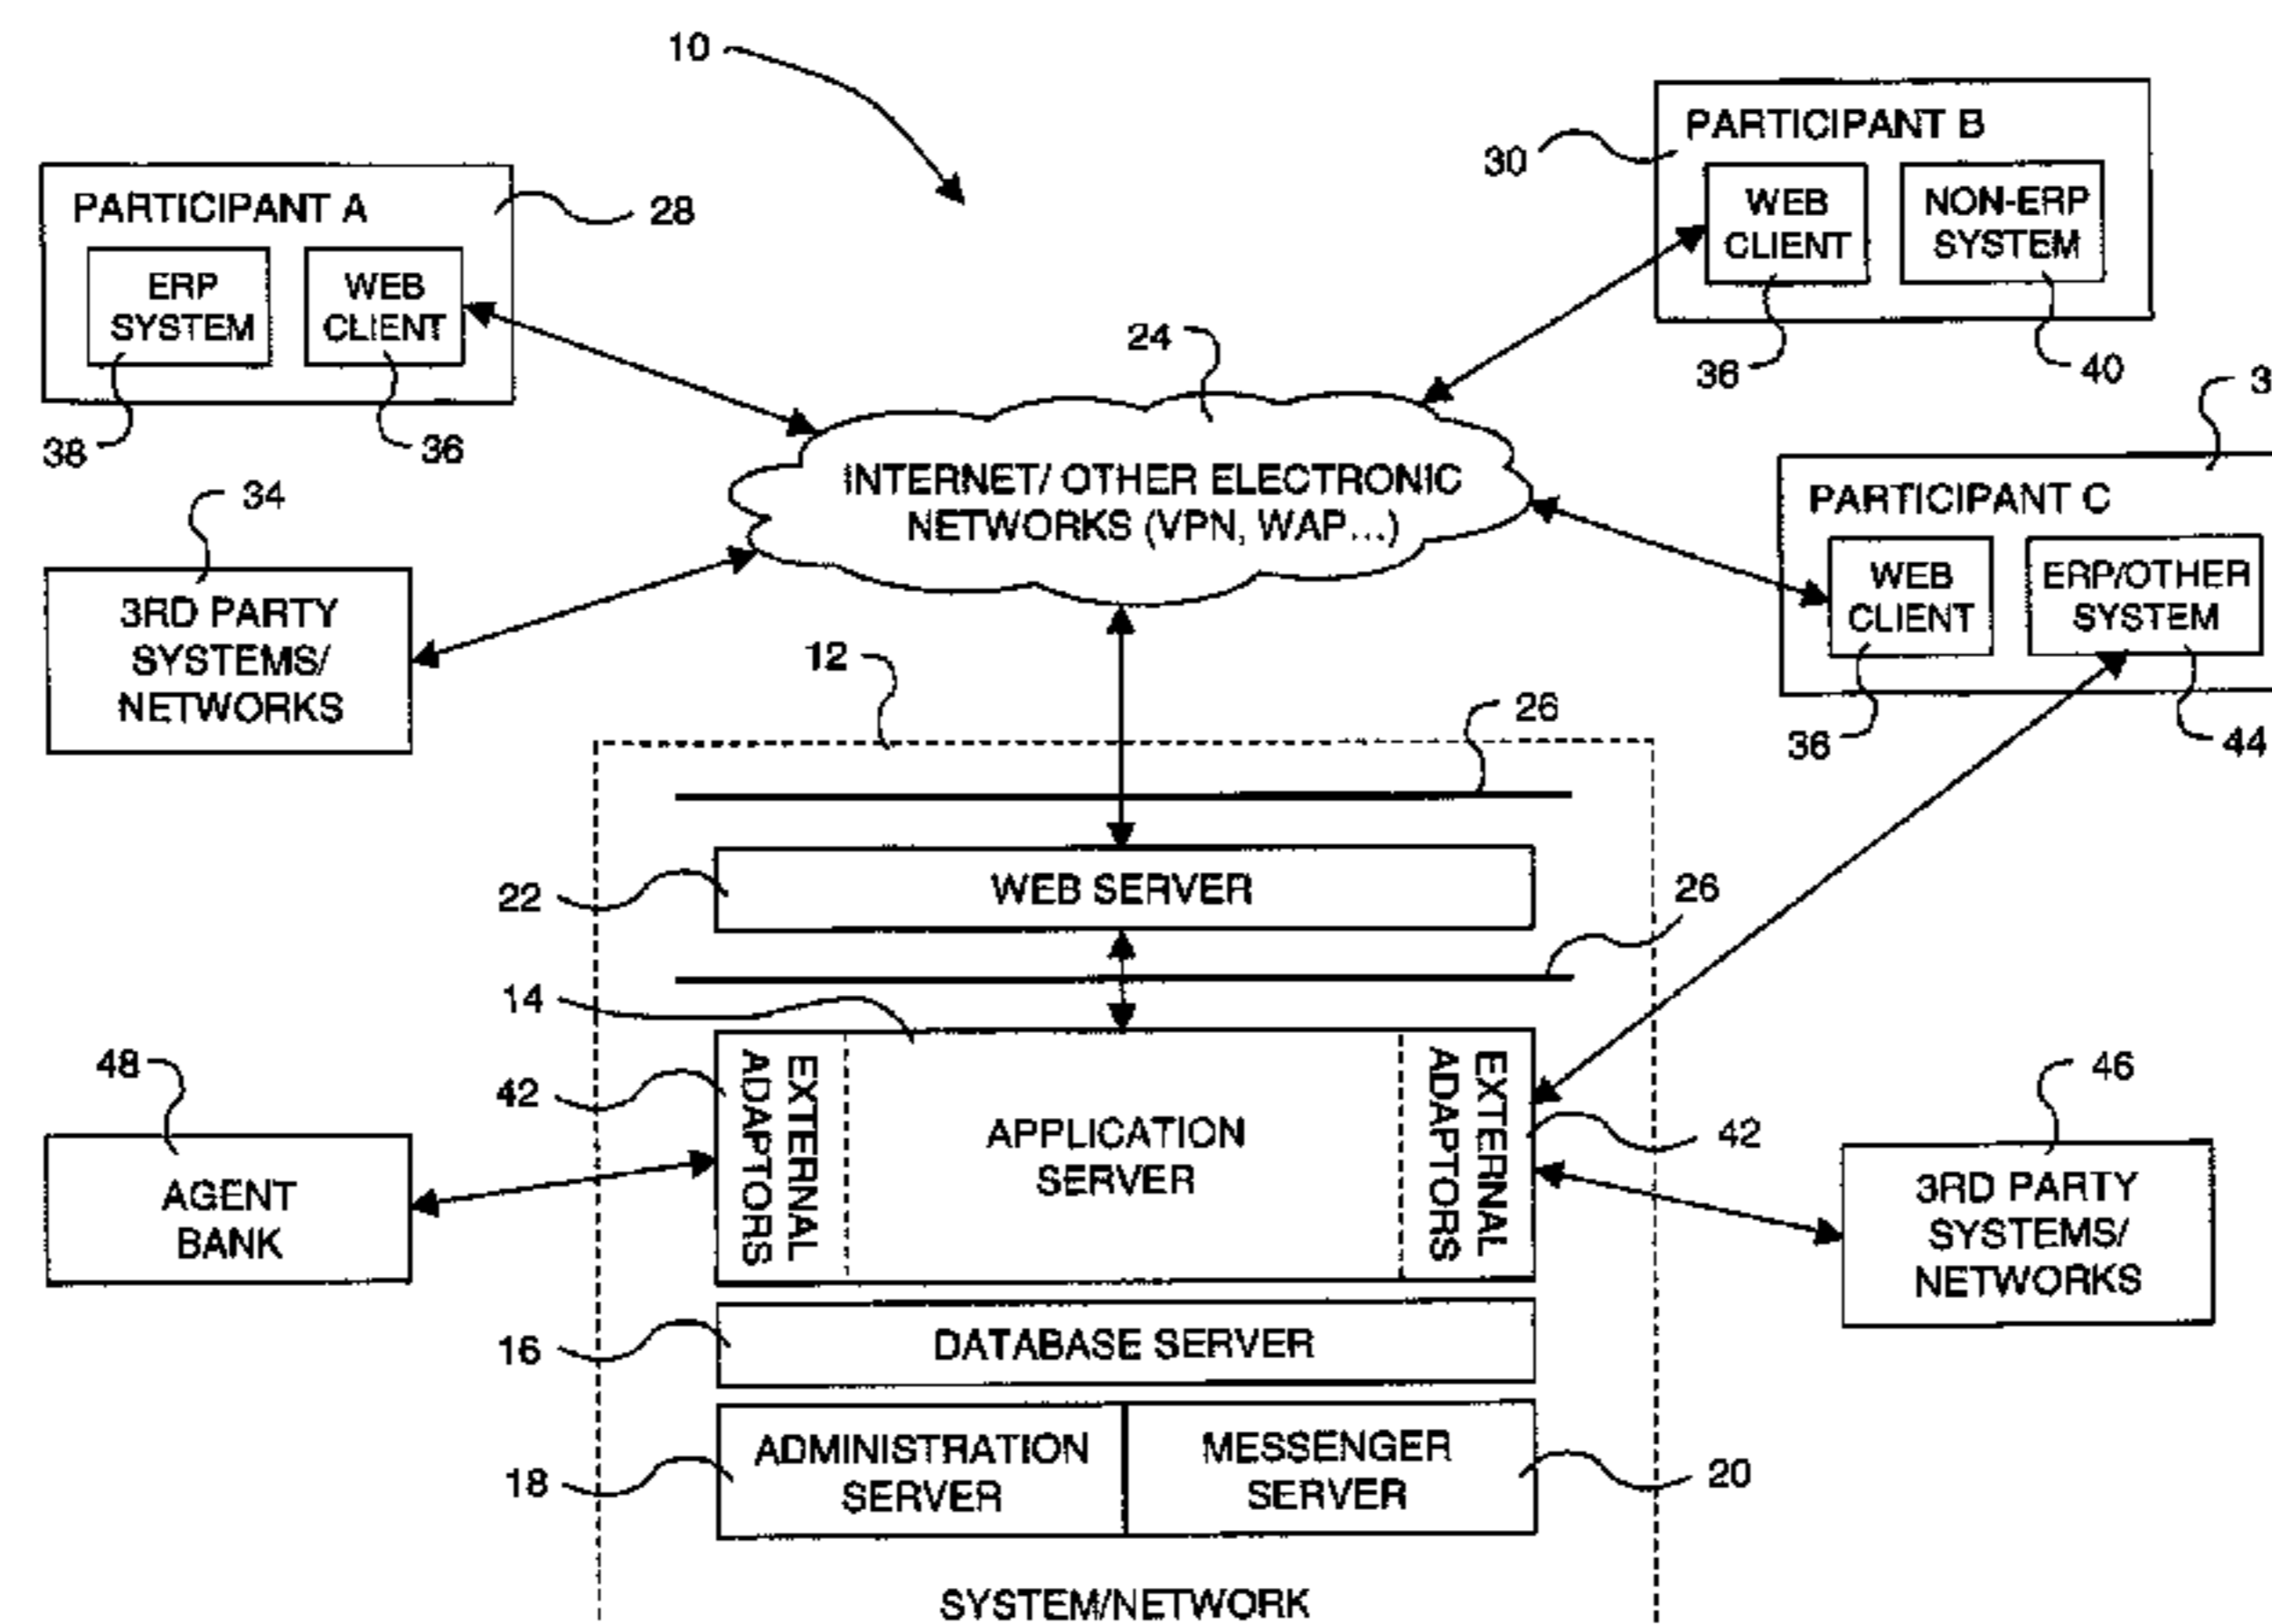 10
PARTICIPANT B
30
WEB
CLIENT
NON-ERP
SYSTEM
36
40
PARTICIPANT A
28
ERP
SYSTEM
WEB
CLIENT
38
36
24
INTERNET/ OTHER ELECTRONIC
NETWORKS (VPN, WAP...)
3
PARTICIPANT C
WEB
CLIENT
ERP/OTHER
SYSTEM
36
44
34
3RD PARTY
SYSTEMS/
NETWORKS
12
26
22
WEB SERVER
26
14
42
EXTERNAL
ADAPTORS
APPLICATION
SERVER
EXTERNAL
ADAPTORS
42
48
AGENT
BANK
46
3RD PARTY
SYSTEMS/
NETWORKS
16
DATABASE SERVER
18
ADMINISTRATION
SERVER
MESSENGER
SERVER
20
SYSTEM/NETWORK